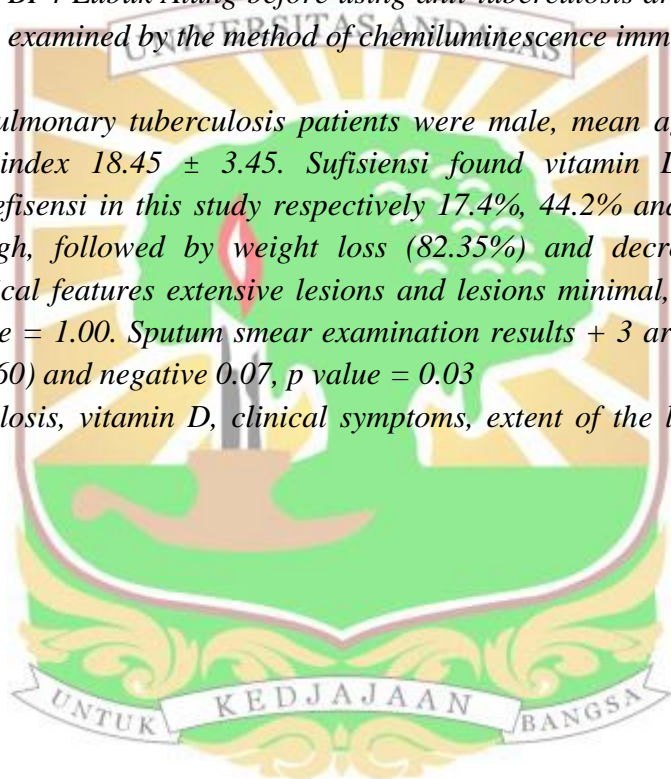 BP4 Lubuk Alung before using anti-tuberculosis
UNIVERSITAS ANDALAS
examined by the method of chemiluminescence imm
ulmonary tuberculosis patients were male, mean a
index 18.45 ± 3.45. Sufisiensi found vitamin D
efisensi in this study respectively 17.4%, 44.2% and
gh, followed by weight loss (82.35%) and decr
ical features extensive lesions and lesions minimal,
e = 1.00. Sputum smear examination results + 3 ar
60) and negative 0.07, p value = 0.03
losis, vitamin D, clinical symptoms, extent of the l
UNTUK KEDJAJAAN BANGSA